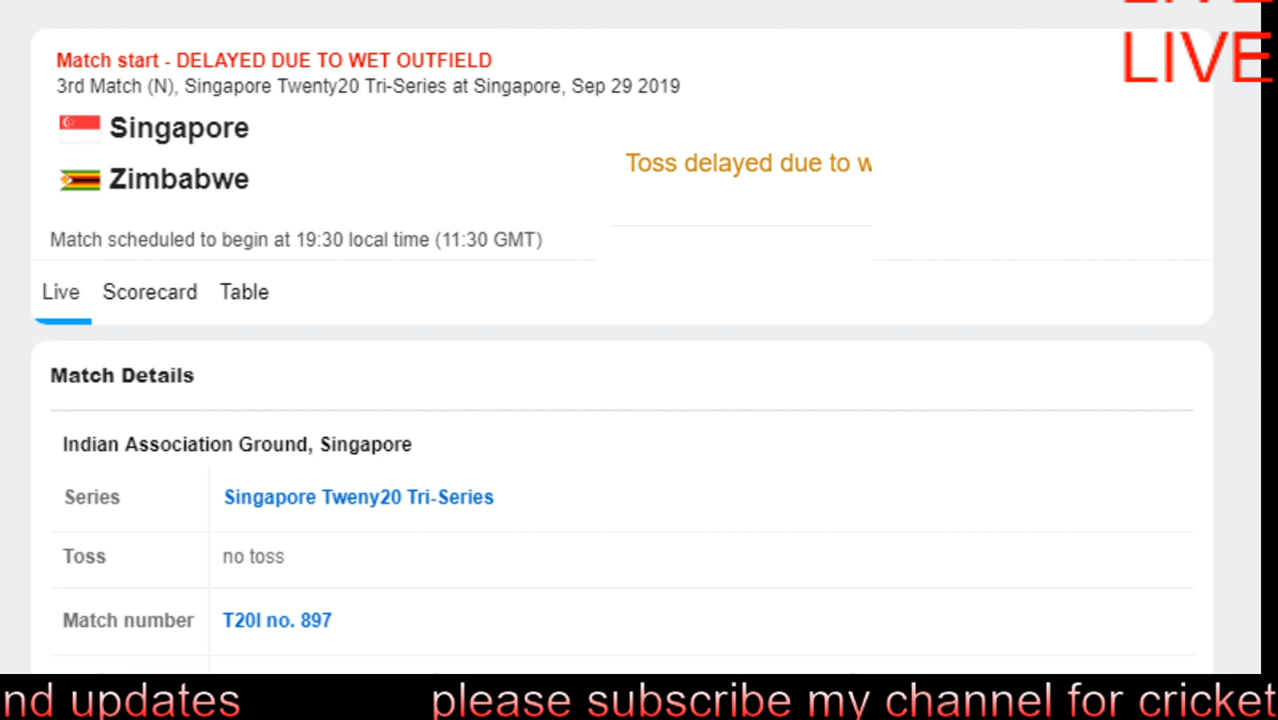 LIVE
Match start - DELAYED DUE TO WET OUTFIELD
3rd Match (N), Singapore Twenty20 Tri-Series at Singapore, Sep 29 2019
Singapore
Toss delayed due to w
Zimbabwe
Match scheduled to begin at 19:30 local time (11:30 GMT)
Live Scorecard Table
Match Details
Indian Association Ground, Singapore
Series Singapore Tweny20 Tri-Series
Toss no toss
Match number T20I no. 897
nd updates please subscribe my channel for cricket